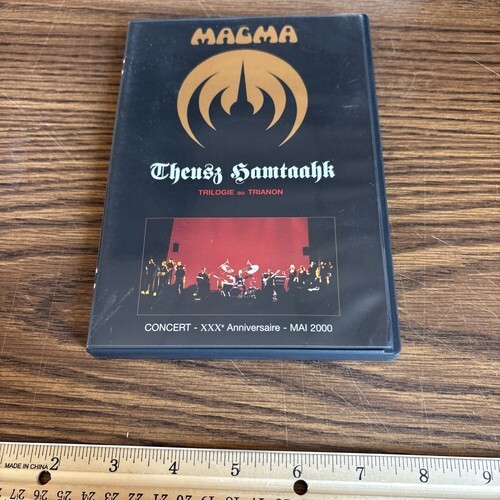 MAGMA
Theusz Hamtaahk
TRILOGIE au TRIANON
CONCERT - XXXe Anniversaire - MAI 2000
MADE IN CHINA
2 3 4 5 6 7 8 9